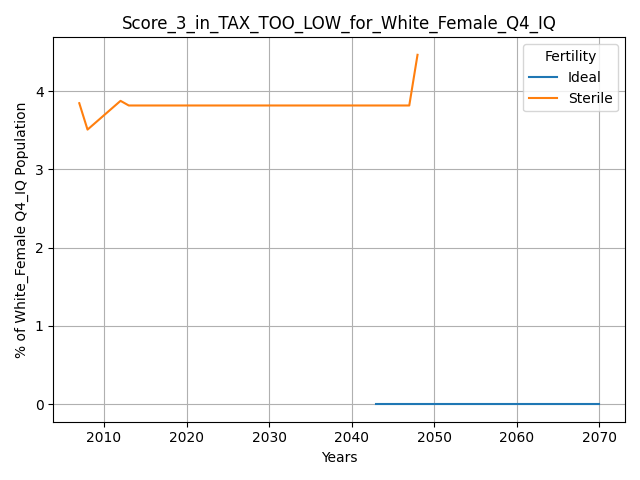 Score_3_in_TAX_TOO_LOW_for_White_Female_Q4_IQ
% of White_Female Q4_IQ Population
4
3
2
1
0
Fertility
Ideal
Sterile
2010 2020 2030 2040 2050 2060 2070
Years